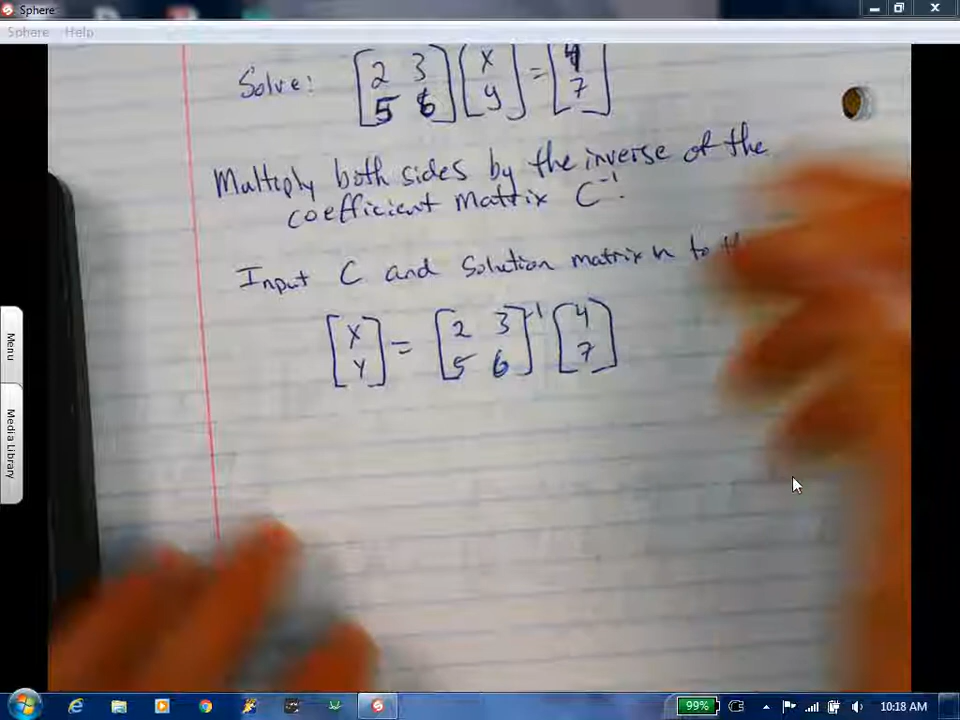 Sphere
Sphere Help
Solve: [2 3 5 6] [x y] = [4 7]
Multiply both sides by the inverse of the
coefficient matrix C⁻¹.
Input C and solution matrix n to
[x y] = [2 3 5 6]⁻¹ [4 7]
Menu
Media Library
99%
10:18 AM